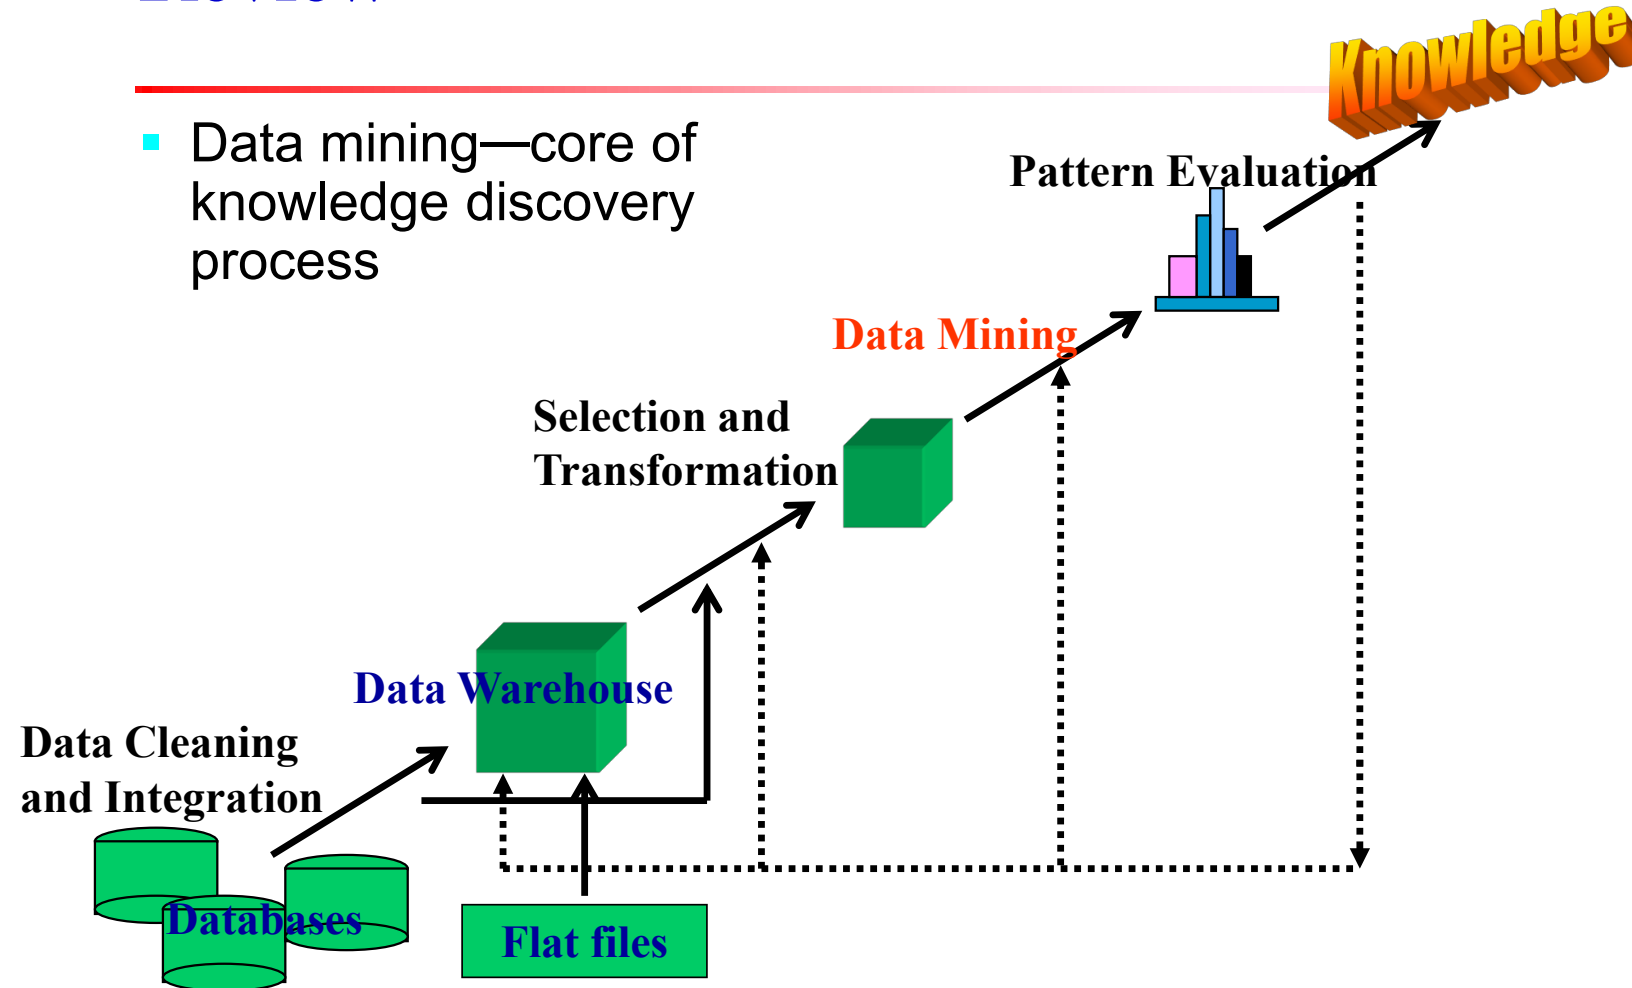 Knowledge
Data mining—core of
knowledge discovery
process
Pattern Evaluation
Data Mining
Selection and
Transformation
Data Warehouse
Data Cleaning
and Integration
Databases
Flat files